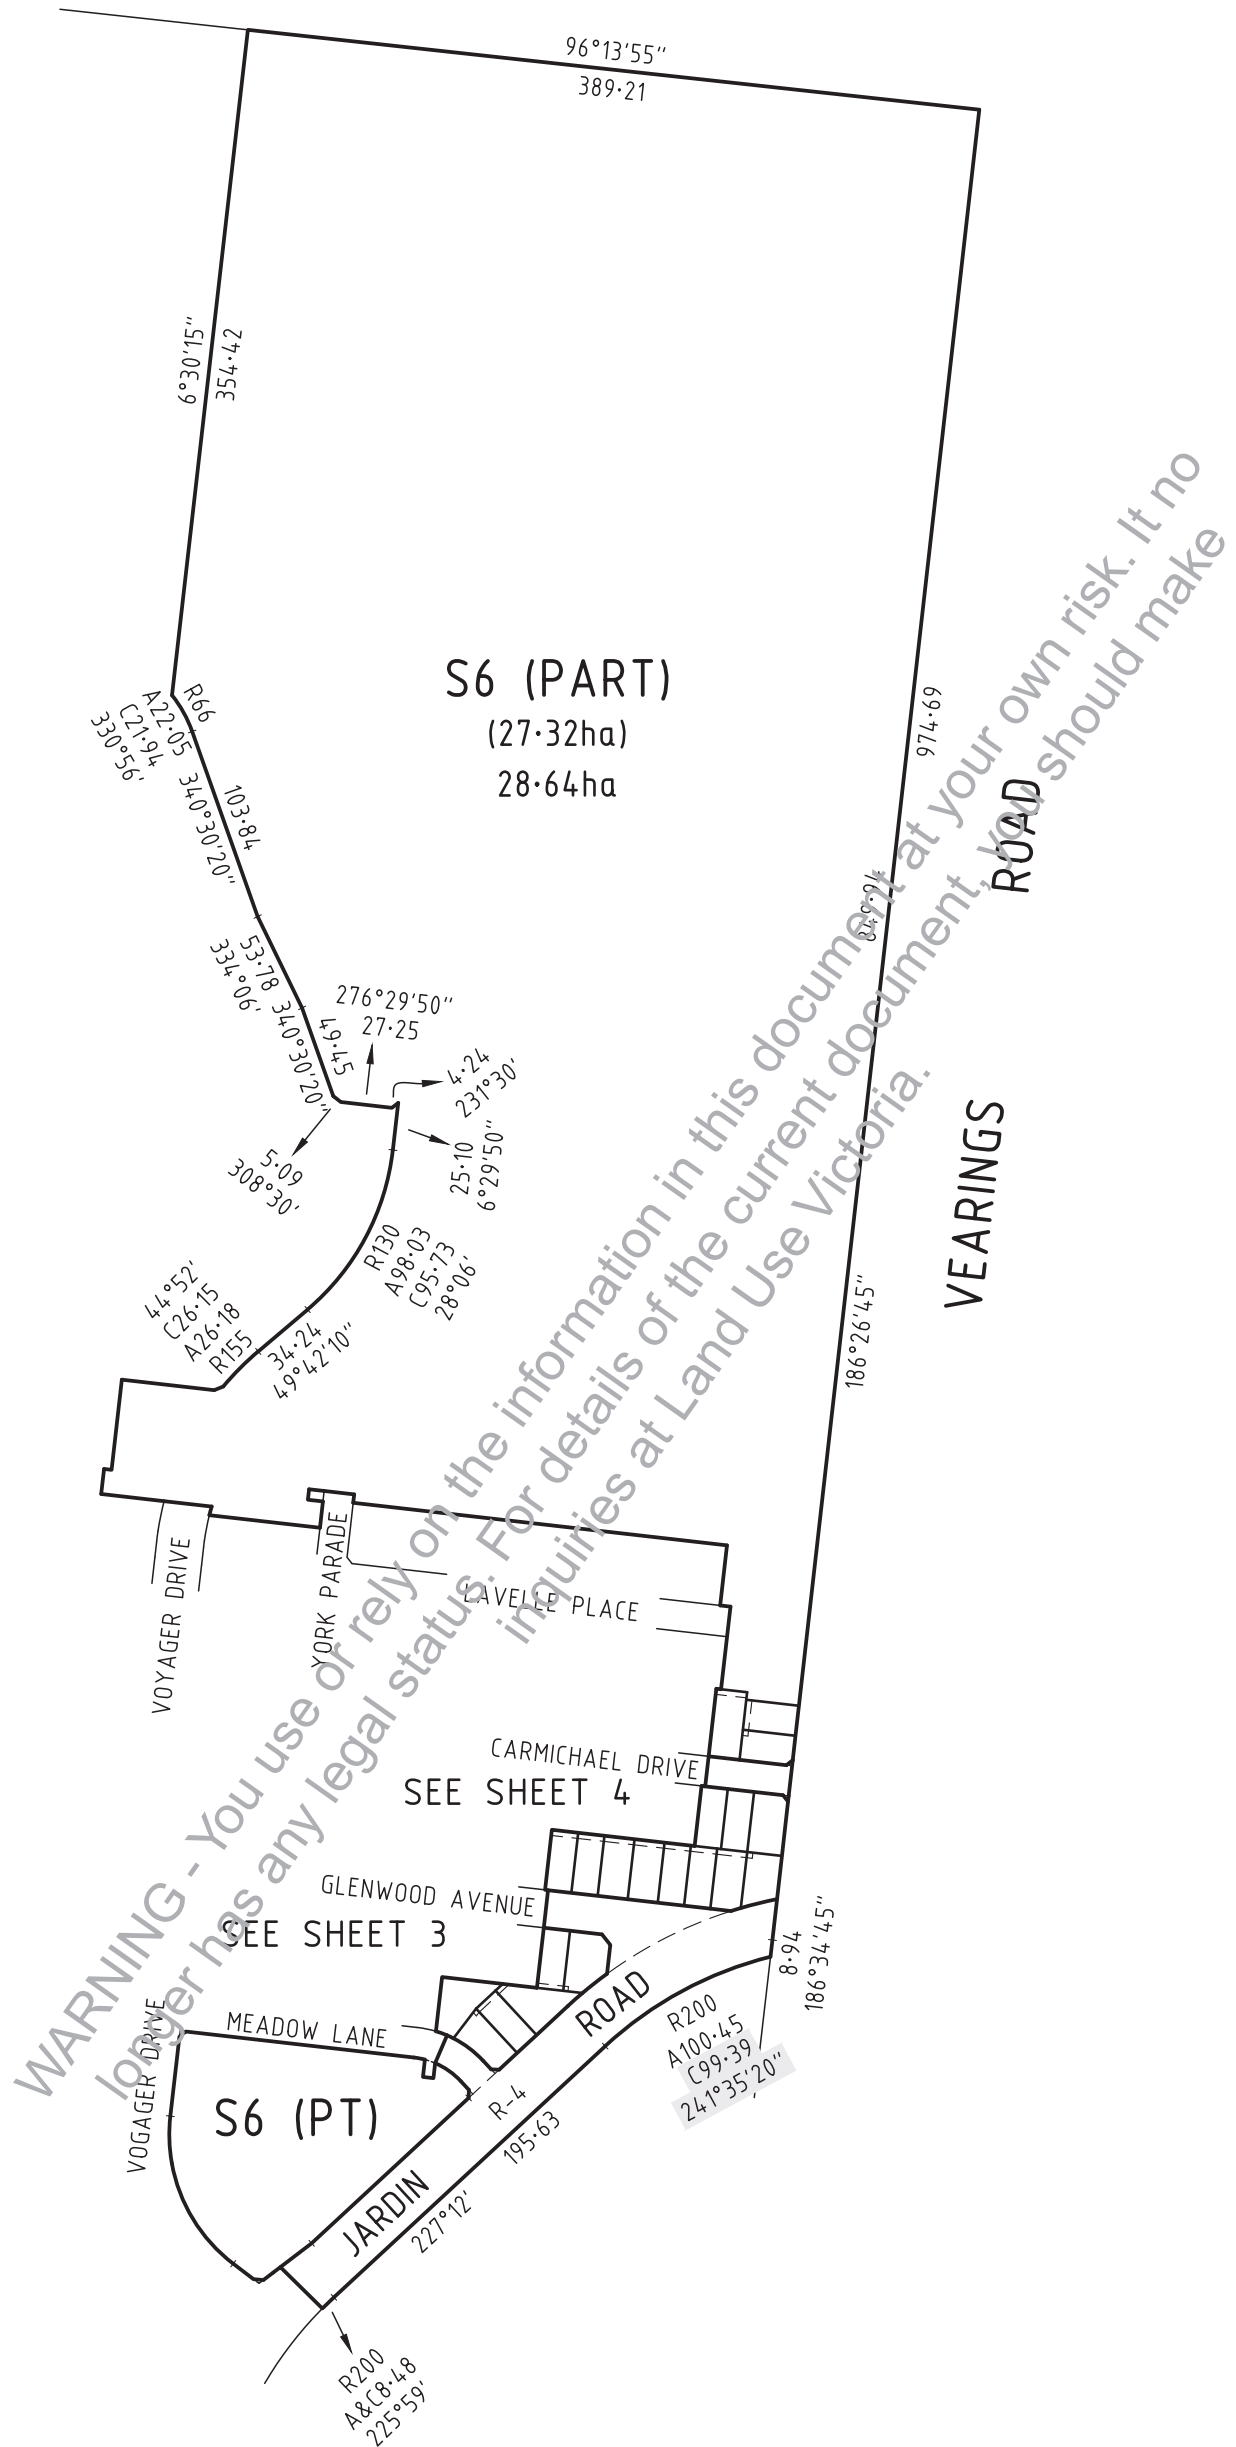 96°13'55"
389·21
6°30'15"
354·42
S6 (PART)
(27·32ha)
28·64ha
974·69
849·94
ROAD
VEARINGS
186°26'45"
R66
A22·05
C21·94
330°56'
103·84
340°30'20"
53·78
334°06'
49·45
340°30'20"
276°29'50"
27·25
4·24
231°30'
5·09
308°30'
25·10
6°29'50"
R130
A98·03
C95·73
28°06'
44°52'
C26·15
A26·18
R155
34·24
49°42'10"
VOYAGER DRIVE
YORK PARADE
LAVELLE PLACE
CARMICHAEL DRIVE
SEE SHEET 4
GLENWOOD AVENUE
SEE SHEET 3
8·94
186°34'45"
MEADOW LANE
VOGAGER DRIVE
S6 (PT)
JARDIN ROAD
R-4
R200
A100·45
C99·39
241°35'20"
195·63
227°12'
R200
A&C8·48
225°59'
WARNING - You use or rely on the information in this document at your own risk. It no
longer has any legal status. For details of the current document, you should make
inquiries at Land Use Victoria.